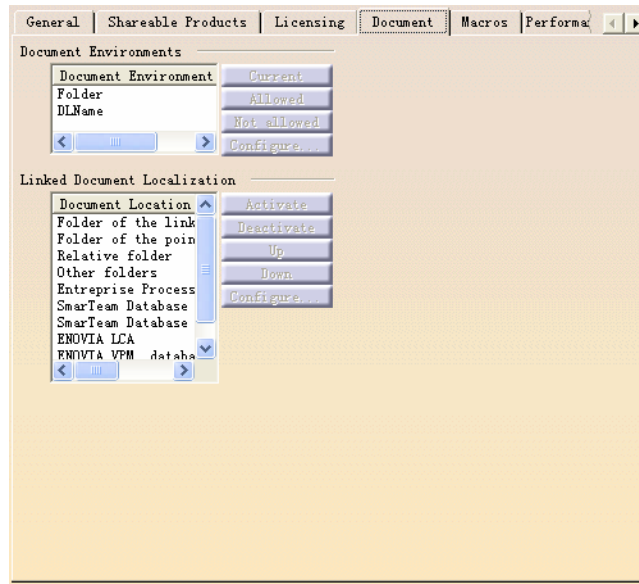 General Shareable Products Licensing Document Macros Performa
Document Environments
Document Environment
Folder
DLName
Current
Allowed
Not allowed
Configure...
Linked Document Localization
Document Location
Folder of the link
Folder of the poin
Relative folder
Other folders
Entreprise Process
SmarTeam Database
SmarTeam Database
ENOVIA LCA
ENOVIA VPM databa
Activate
Deactivate
Up
Down
Configure...